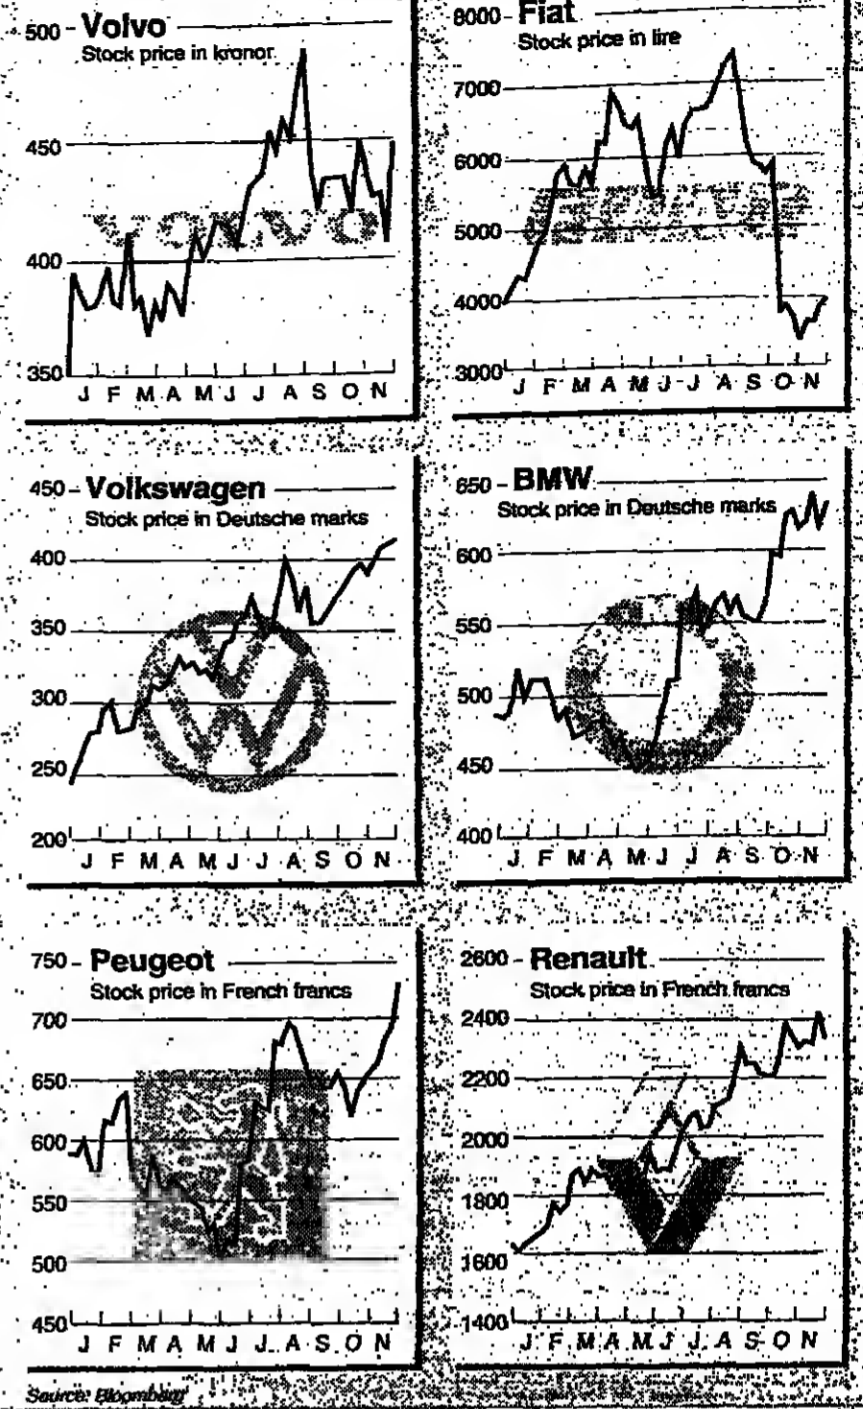 500 Volvo
Stock price in kronor
450
400
350
J F M A M J J A S O N
8000 Fiat
Stock price in lire
7000
6000
5000
4000
3000
J F M A M J J A S O N
450 Volkswagen
Stock price in Deutsche marks
400
350
300
250
200
J F M A M J J A S O N
650 BMW
Stock price in Deutsche marks
600
550
500
450
400
J F M A M J J A S O N
750 Peugeot
Stock price in French francs
700
650
600
550
500
450
J F M A M J J A S O N
2600 Renault
Stock price in French francs
2400
2200
2000
1800
1600
1400
J F M A M J J A S O N
Source: Bloomberg